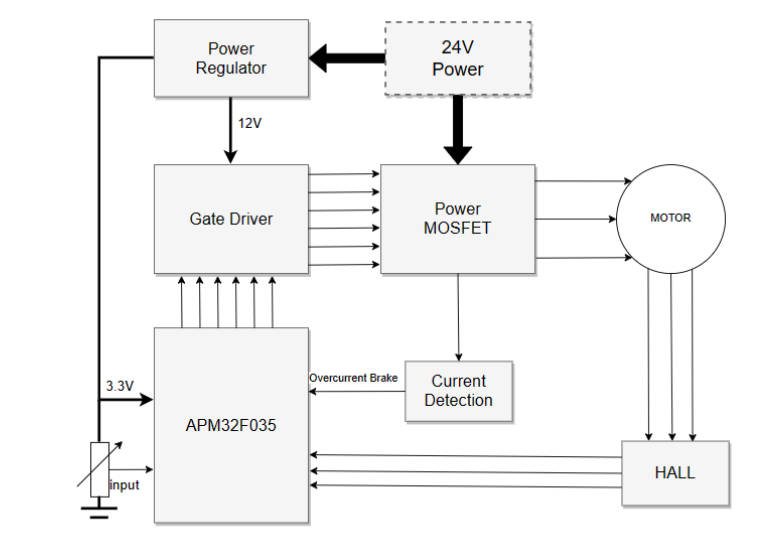 Power
Regulator
24V
Power
12V
Gate Driver
Power
MOSFET
MOTOR
3.3V
Overcurrent Brake
Current
Detection
APM32F035
input
HALL